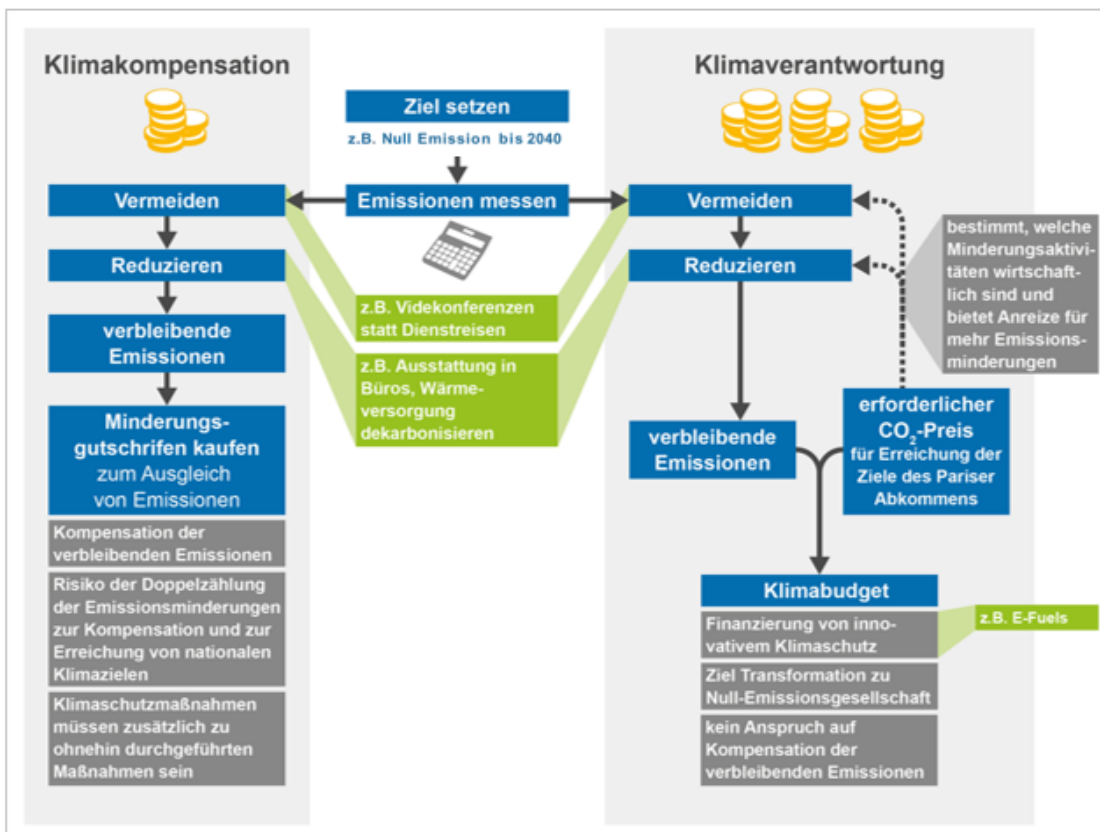 Klimakompensation
Ziel setzen
z.B. Null Emission bis 2040
Emissionen messen
Klimaverantwortung
Vermeiden
Reduzieren
verbleibende
Emissionen
Minderungs-
gutschrifen kaufen
zum Ausgleich
von Emissionen
Kompensation der
verbleibenden Emissionen
Risiko der Doppelzählung
der Emissionsminderungen
zur Kompensation und zur
Erreichung von nationalen
Klimazielen
Klimaschutzmaßnahmen
müssen zusätzlich zu
ohnehin durchgeführten
Maßnahmen sein
z.B. Videkonferenzen
statt Dienstreisen
z.B. Ausstattung in
Büros, Wärme-
versorgung
dekarbonisieren
Vermeiden
Reduzieren
bestimmt, welche
Minderungsaktivi-
täten wirtschaft-
lich sind und
bietet Anreize für
mehr Emissions-
minderungen
verbleibende
Emissionen
erforderlicher
CO₂-Preis
für Erreichung der
Ziele des Pariser
Abkommens
Klimabudget
Finanzierung von inno-
vativem Klimaschutz
z.B. E-Fuels
Ziel Transformation zu
Null-Emissionsgesellschaft
kein Anspruch auf
Kompensation der
verbleibenden Emissionen